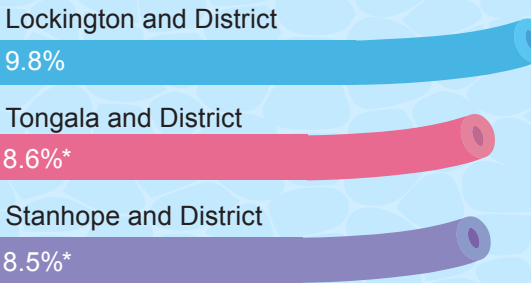 Lockington and District
9.8%
Tongala and District
8.6%*
Stanhope and District
8.5%*